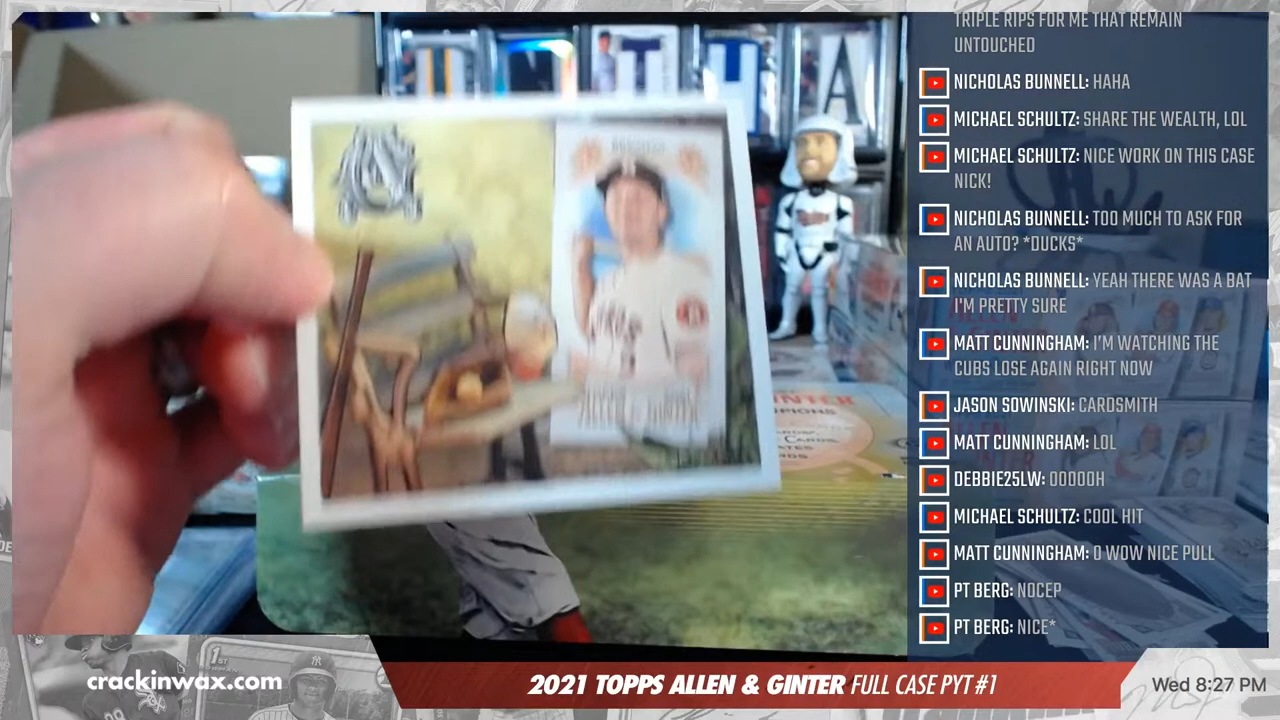 TRIPLE RIPS FOR ME THAT REMAIN
UNTOUCHED
NICHOLAS BUNNELL: HAHA
MICHAEL SCHULTZ: SHARE THE WEALTH, LOL
MICHAEL SCHULTZ: NICE WORK ON THIS CASE
NICK!
NICHOLAS BUNNELL: TOO MUCH TO ASK FOR
AN AUTO? *DUCKS*
NICHOLAS BUNNELL: YEAH THERE WAS A BAT
I'M PRETTY SURE
MATT CUNNINGHAM: I'M WATCHING THE
CUBS LOSE AGAIN RIGHT NOW
JASON SOWINSKI: CARDSMITH
MATT CUNNINGHAM: LOL
DEBBIE25LW: OOOOOH
MICHAEL SCHULTZ: COOL HIT
MATT CUNNINGHAM: O WOW NICE PULL
PT BERG: NOCEP
PT BERG: NICE*
T H A
ALLEN & GINTER
1ST
crackinwax.com
2021 TOPPS ALLEN & GINTER FULL CASE PYT #1
Wed 8:27 PM